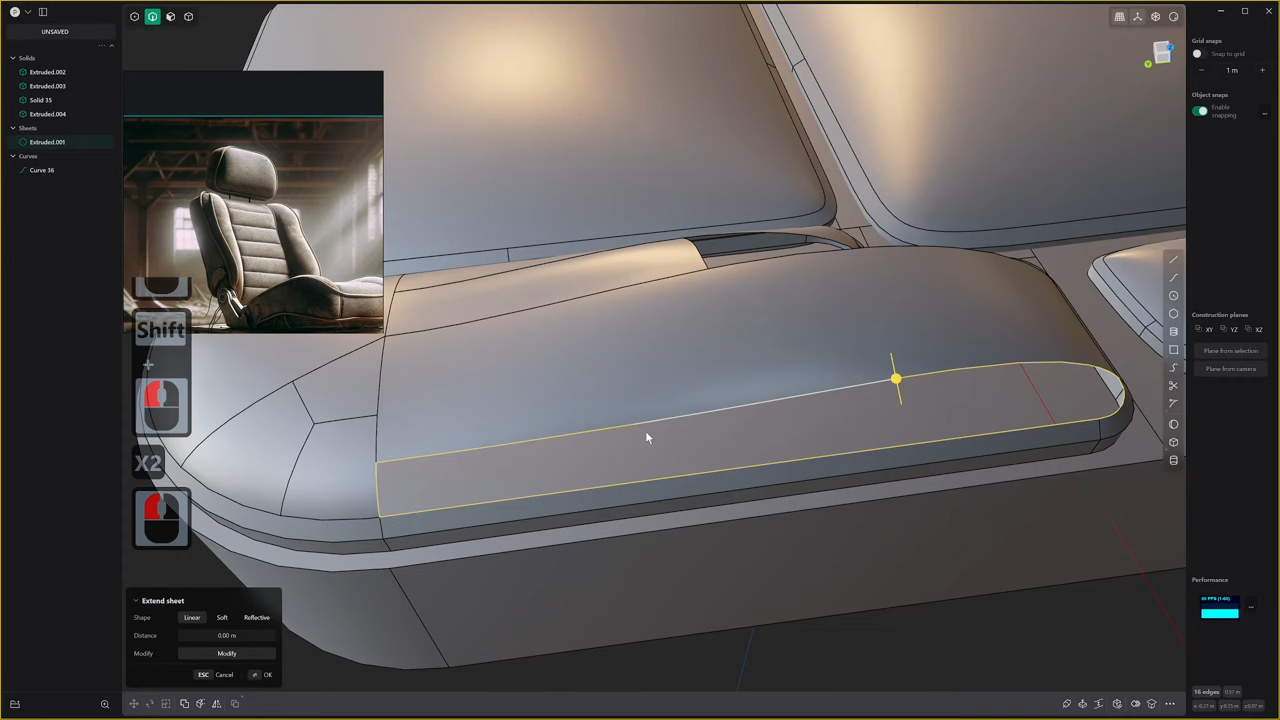 UNSAVED
Solids
Extruded.002
Extruded.003
Solid 35
Extruded.004
Sheets
Extruded.001
Curves
Curve 36
Shift
+
X2
Extend sheet
Shape Linear Soft Reflective
Distance 0.00 m
Modify Modify
ESC Cancel OK
Grid snaps
Snap to grid
− 1 m +
Object snaps
Enable
snapping
Construction planes
XY YZ XZ
Plane from selection
Plane from camera
Performance
16 edges